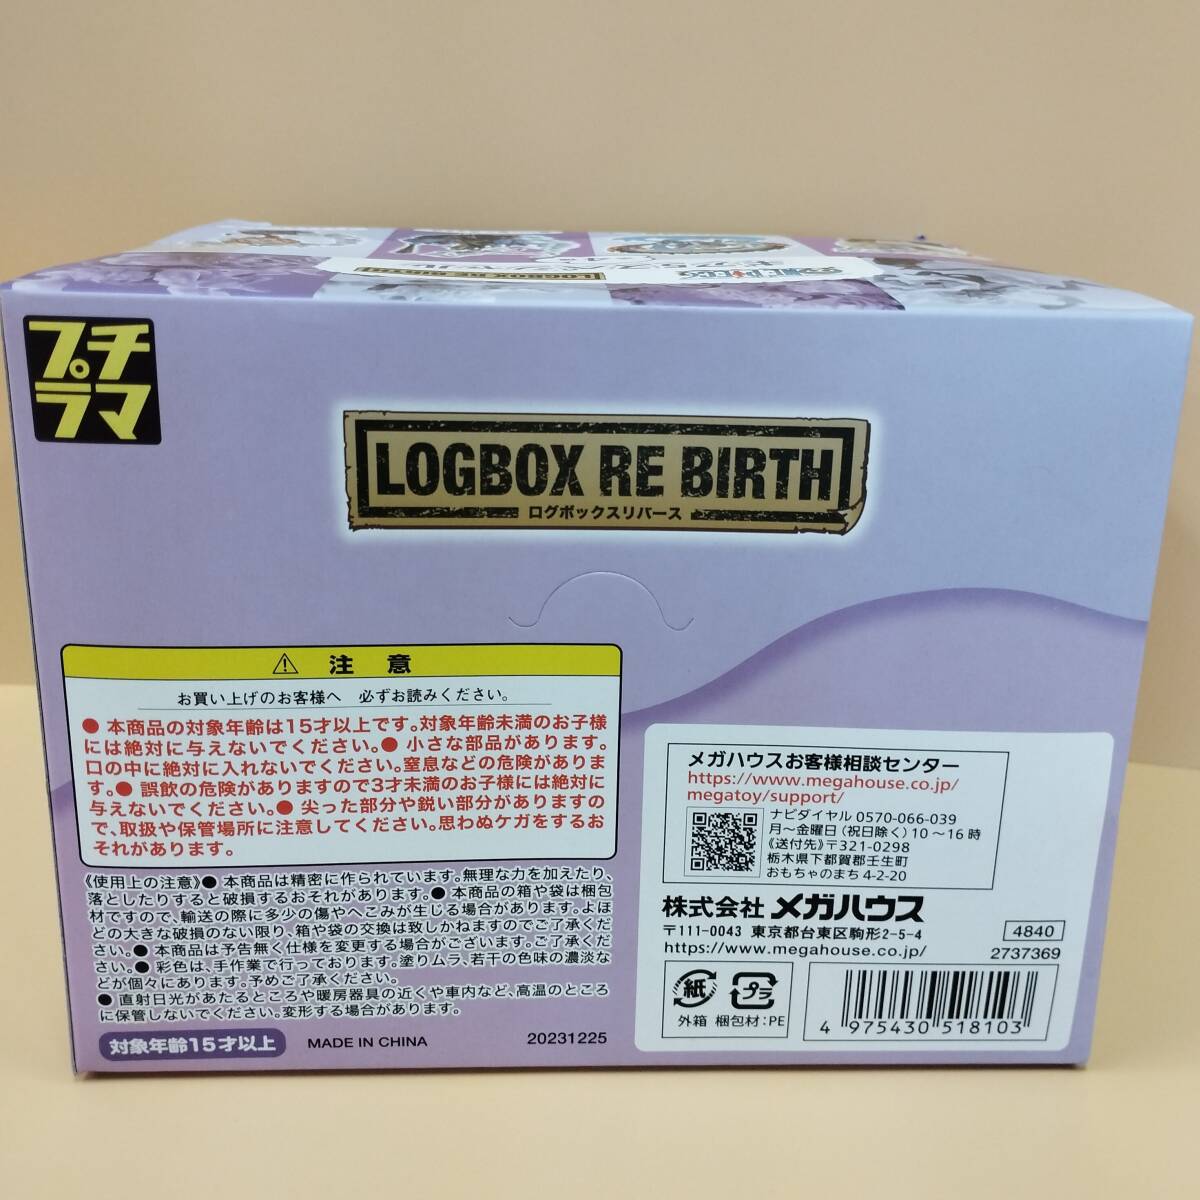 プチ
ラマ
LOGBOX RE BIRTH
ログボックスリバース
⚠ 注意
お買い上げのお客様へ 必ずお読みください。
● 本商品の対象年齢は15才以上です。対象年齢未満のお子様
には絶対に与えないでください。● 小さな部品があります。
口の中に絶対に入れないでください。窒息などの危険がありま
す。● 誤飲の危険がありますので3才未満のお子様には絶対に
与えないでください。● 尖った部分や鋭い部分がありますの
で、取扱や保管場所に注意してください。思わぬケガをするお
それがあります。
《使用上の注意》● 本商品は精密に作られています。無理な力を加えたり、
落としたりすると破損するおそれがあります。● 本商品の箱や袋は梱包
材ですので、輸送の際に多少の傷やへこみが生じる場合があります。よほ
どの大きな破損のない限り、箱や袋の交換は致しかねますのでご了承くだ
さい。● 本商品は予告無く仕様を変更する場合がございます。ご了承くだ
さい。● 彩色は、手作業で行っております。塗りムラ、若干の色味の濃淡な
どが個々にあります。予めご了承ください。
● 直射日光があたるところや暖房器具の近くや車内など、高温のところ
に保管しないでください。変形する場合があります。
対象年齢15才以上
MADE IN CHINA
20231225
メガハウスお客様相談センター
https://www.megahouse.co.jp/
megatoy/support/
ナビダイヤル 0570-066-039
月〜金曜日(祝日除く)10〜16時
《送付先》〒321-0298
栃木県下都賀郡壬生町
おもちゃのまち4-2-20
株式会社 メガハウス
〒111-0043 東京都台東区駒形2-5-4
https://www.megahouse.co.jp/
4840
2737369
紙
プラ
外箱 梱包材:PE
4 975430 518103